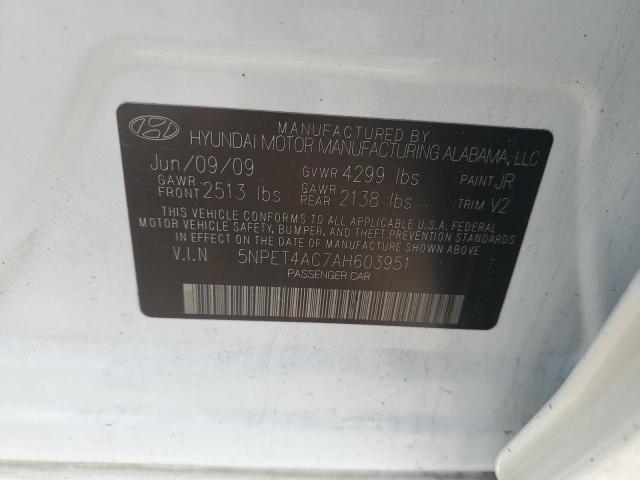 MANUFACTURED BY
HYUNDAI MOTOR MANUFACTURING ALABAMA, LLC
Jun/09/09 GVWR 4299 lbs PAINT JR
GAWR FRONT 2513 lbs GAWR REAR 2138 lbs TRIM V2
THIS VEHICLE CONFORMS TO ALL APPLICABLE U.S.A. FEDERAL
MOTOR VEHICLE SAFETY, BUMPER, AND THEFT PREVENTION STANDARDS
IN EFFECT ON THE DATE OF MANUFACTURE SHOWN ABOVE
V.I.N 5NPET4AC7AH603951
PASSENGER CAR